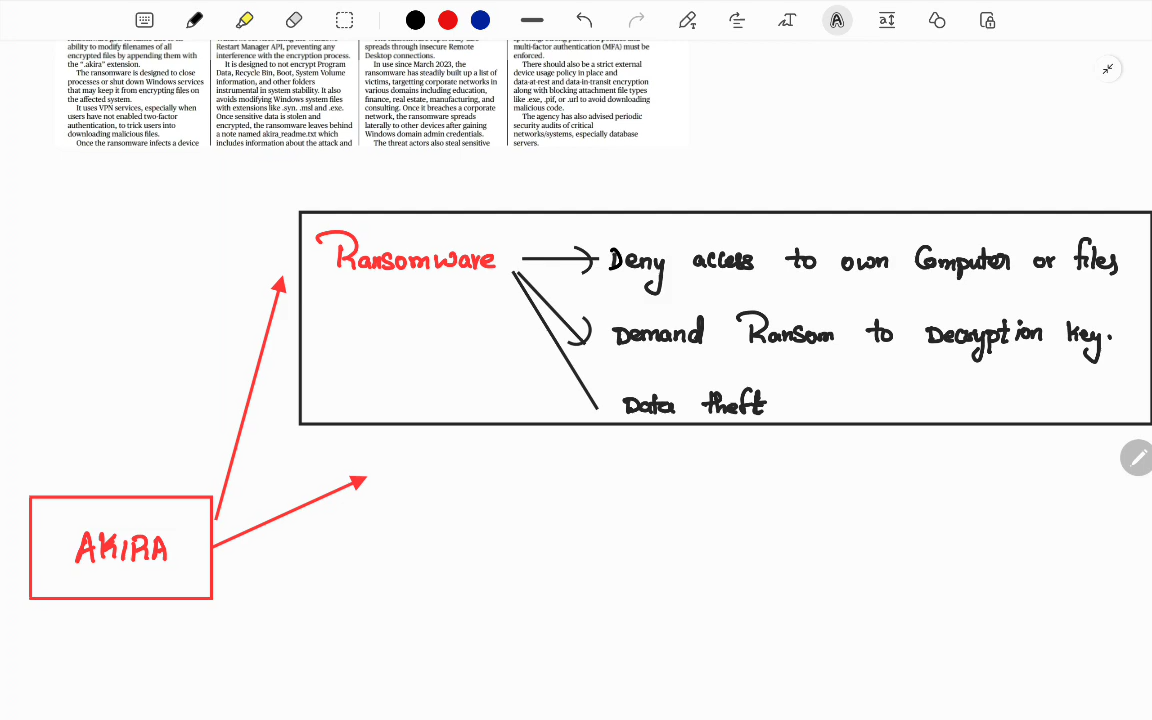 ability to modify filenames of all
encrypted files by appending them with
the ".akira" extension.
The ransomware is designed to close
processes or shut down Windows services
that may keep it from encrypting files on
the affected system.
It uses VPN services, especially when
users have not enabled two-factor
authentication, to trick users into
downloading malicious files.
Once the ransomware infects a device
Restart Manager API, preventing any
interference with the encryption process.
It is designed to not encrypt Program
Data, Recycle Bin, Boot, System Volume
Information, and other folders
instrumental in system stability. It also
avoids modifying Windows system files
with extensions like .syn. .msl and .exe.
Once sensitive data is stolen and
encrypted, the ransomware leaves behind
a note named akira_readme.txt which
includes information about the attack and
spreads through insecure Remote
Desktop connections.
In use since March 2023, the
ransomware has steadily built up a list of
victims, targetting corporate networks in
various domains including education,
finance, real estate, manufacturing, and
consulting. Once it breaches a corporate
network, the ransomware spreads
laterally to other devices after gaining
Windows domain admin credentials.
The threat actors also steal sensitive
multi-factor authentication (MFA) must be
enforced.
There should also be a strict external
device usage policy in place and
data-at-rest and data-in-transit encryption
along with blocking attachment file types
like .exe, .pif, or .url to avoid downloading
malicious code.
The agency has also advised periodic
security audits of critical
networks/systems, especially database
servers.
Ransomware
Deny access to own Computer or files
Demand Ransom to Decryption key.
Data theft
AKIRA